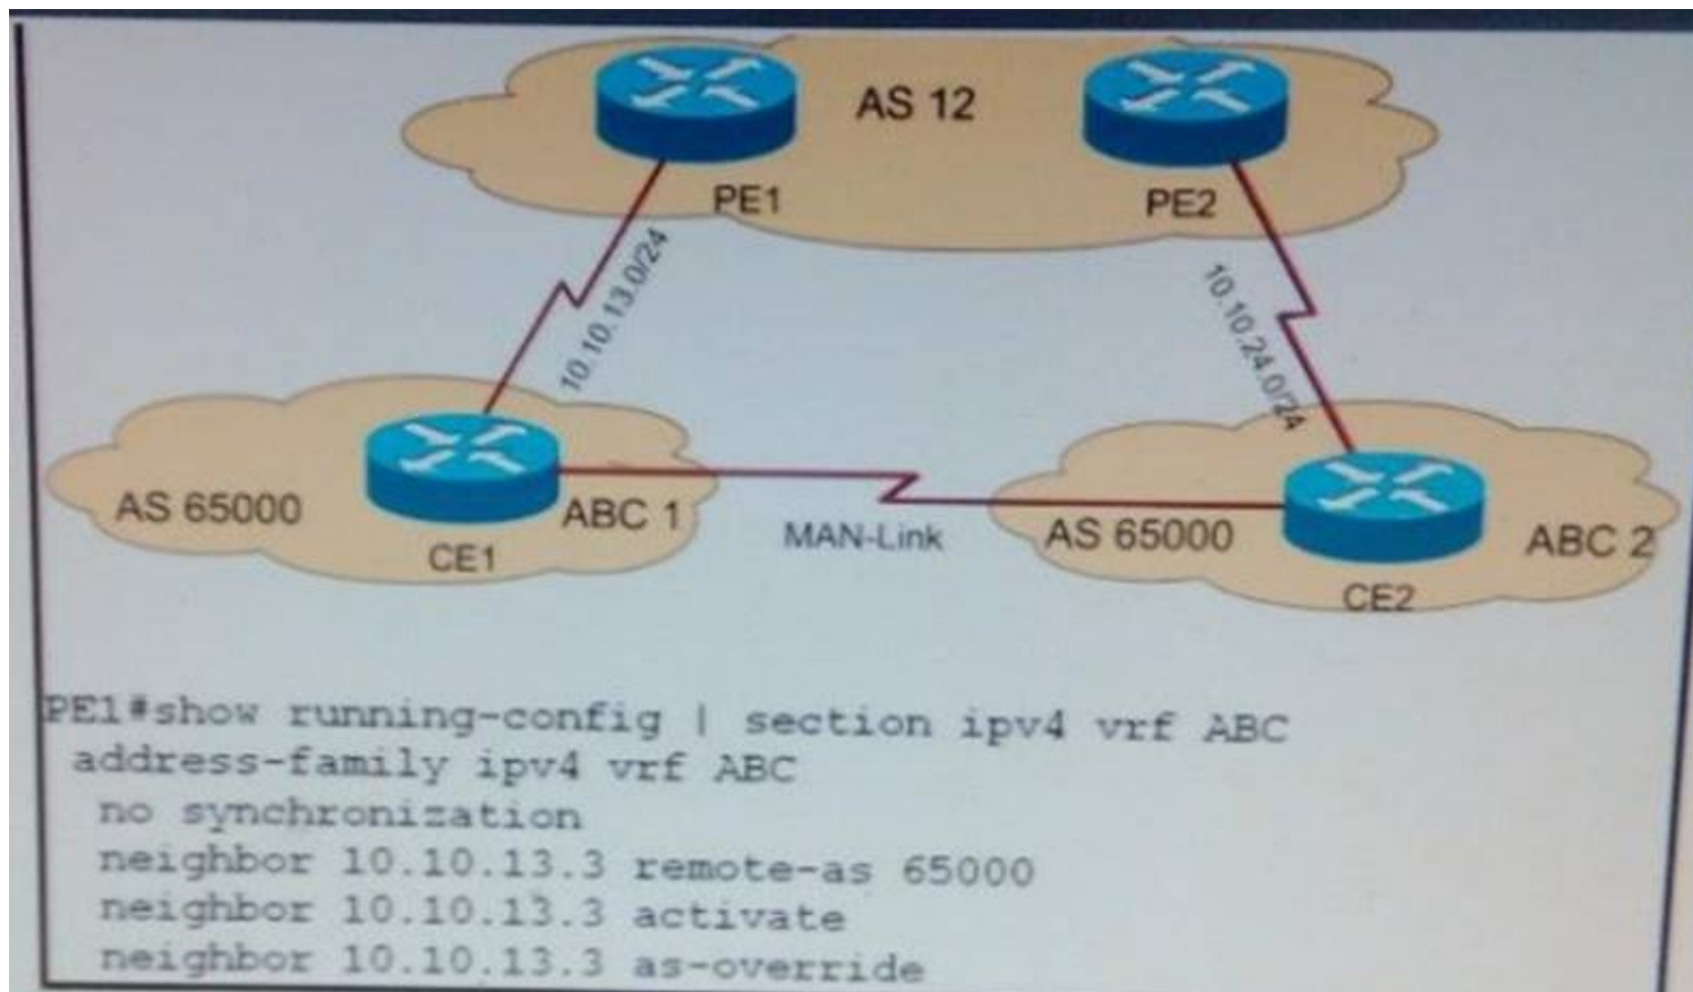 AS 12
PE1
PE2
10.10.13.0/24
10.10.24.0/24
AS 65000
CE1
ABC 1
MAN-Link
AS 65000
CE2
ABC 2
PE1#show running-config | section ipv4 vrf ABC
address-family ipv4 vrf ABC
no synchronization
neighbor 10.10.13.3 remote-as 65000
neighbor 10.10.13.3 activate
neighbor 10.10.13.3 as-override